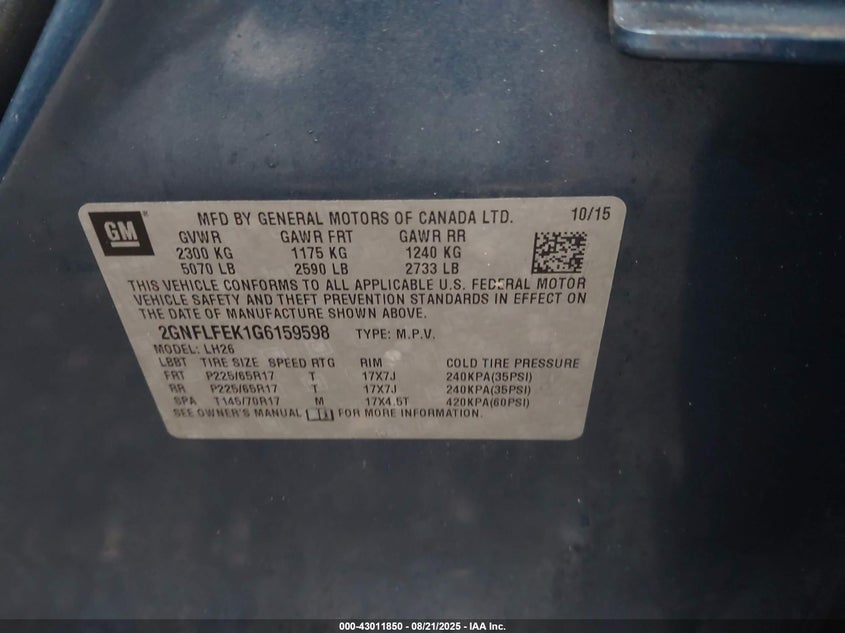 GM
MFD BY GENERAL MOTORS OF CANADA LTD. 10/15
GVWR GAWR FRT GAWR RR
2300 KG 1175 KG 1240 KG
5070 LB 2590 LB 2733 LB
THIS VEHICLE CONFORMS TO ALL APPLICABLE U.S. FEDERAL MOTOR
VEHICLE SAFETY AND THEFT PREVENTION STANDARDS IN EFFECT ON
THE DATE OF MANUFACTURE SHOWN ABOVE.
2GNFLFEK1G6159598 TYPE: M.P.V.
MODEL: LH26
LBBT TIRE SIZE SPEED RTG RIM COLD TIRE PRESSURE
FRT P225/65R17 T 17X7J 240KPA(35PSI)
RR P225/65R17 T 17X7J 240KPA(35PSI)
SPA T145/70R17 M 17X4.5T 420KPA(60PSI)
SEE OWNER'S MANUAL FOR MORE INFORMATION.
000-43011850 - 08/21/2025 - IAA Inc.